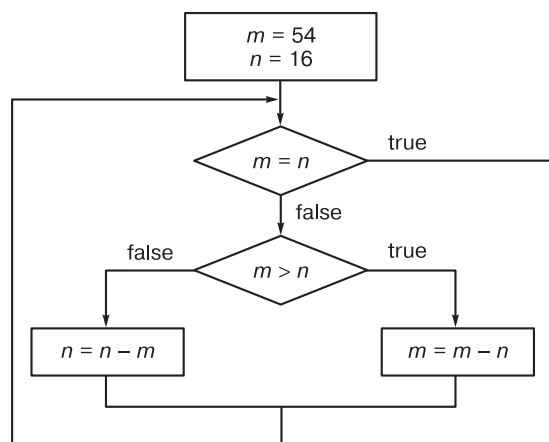 m = 54
n = 16
m = n
true
false
false
m > n
true
n = n – m
m = m – n